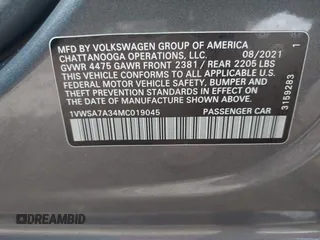 MFD. BY VOLKSWAGEN GROUP OF AMERICA
CHATTANOOGA OPERATIONS, LLC. 08/2021
GVWR 4475 GAWR FRONT 2381 / REAR 2205 LBS
THIS VEHICLE CONFORMS TO ALL APPLICABLE U.S.
FEDERAL MOTOR VEHICLE SAFETY, BUMPER, AND
THEFT PREVENTION STANDARDS IN EFFECT ON THE
DATE OF MANUFACTURE SHOWN ABOVE.
1VWSA7A34MC019045 PASSENGER CAR
1
3159283
DREAMBID